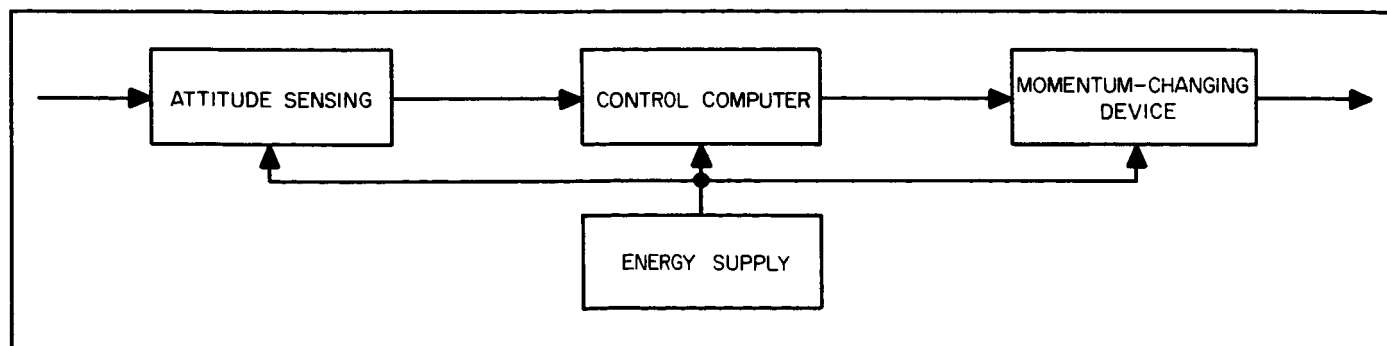 ATTITUDE SENSING
CONTROL COMPUTER
MOMENTUM-CHANGING
DEVICE
ENERGY SUPPLY